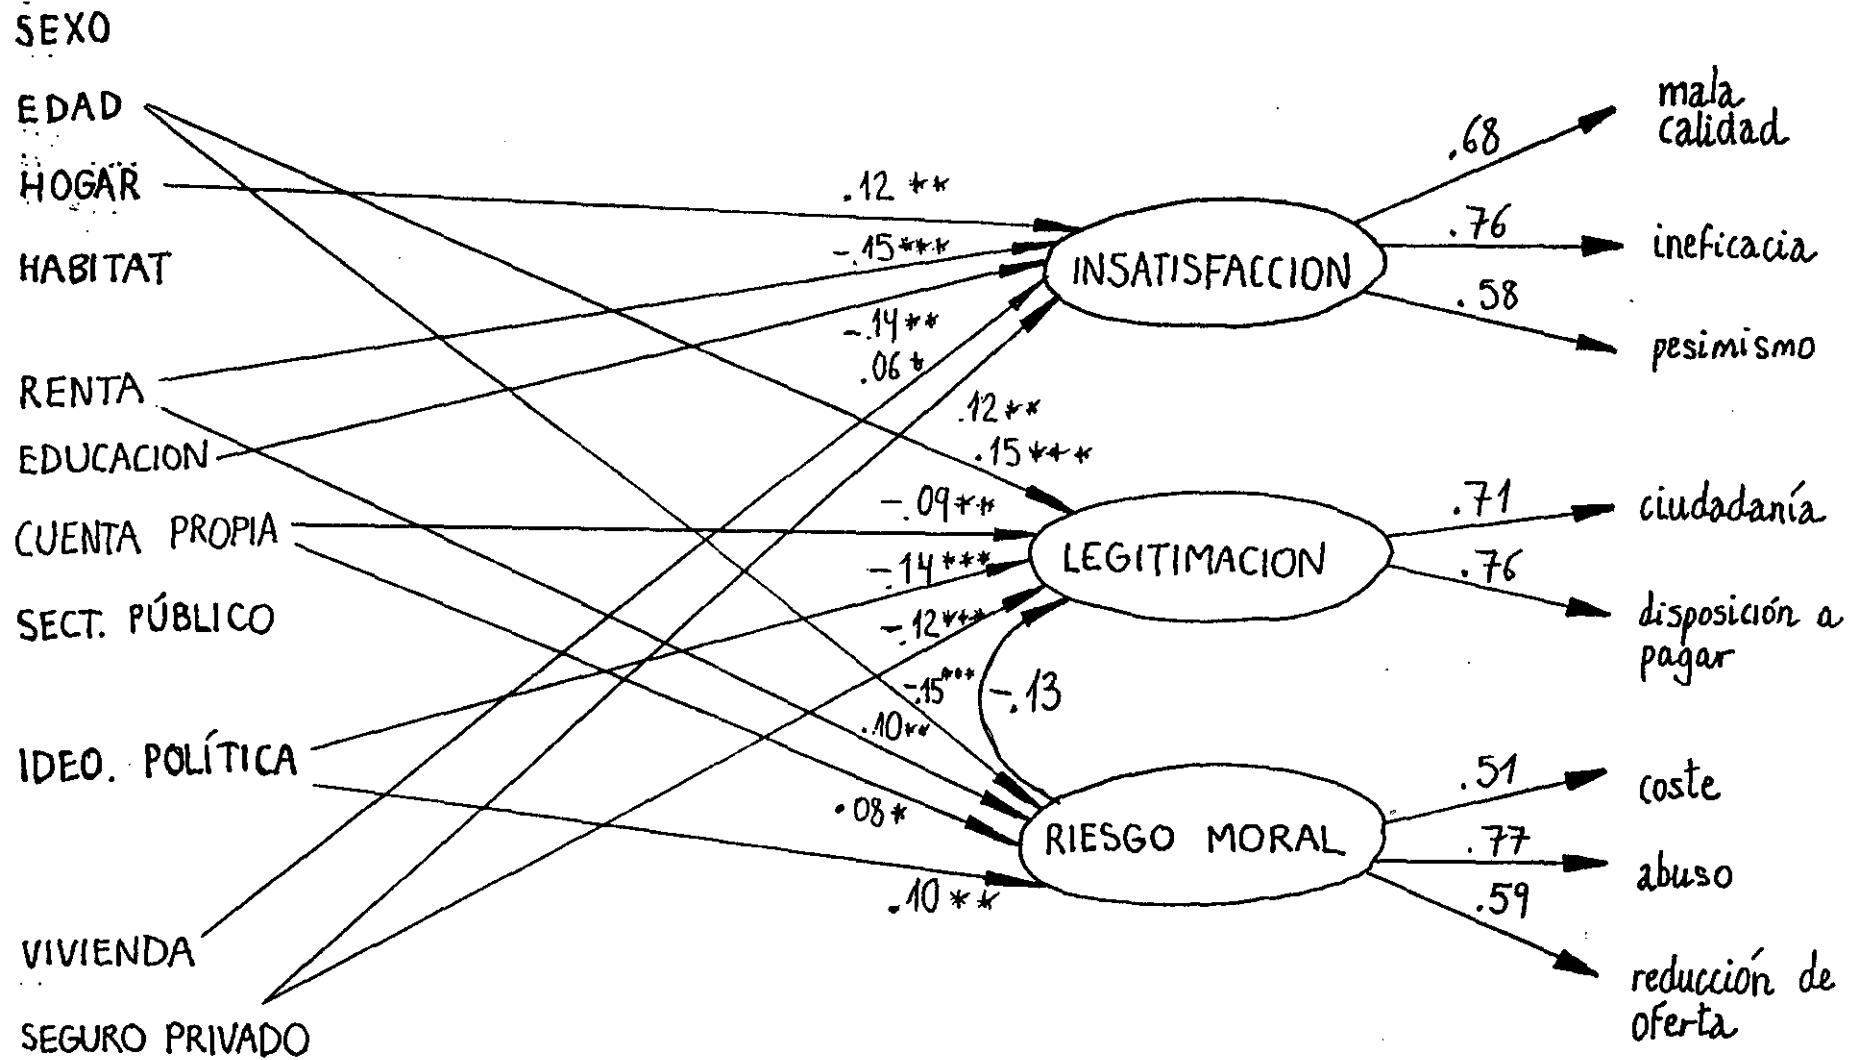 SEXO
EDAD
HOGAR
HABITAT
RENTA
EDUCACION
CUENTA PROPIA
SECT. PÚBLICO
IDEO. POLÍTICA
VIVIENDA
SEGURO PRIVADO
.12 **
-.15 ***
-.14 **
.06 *
.12 **
.15 ***
-.09 **
-.14 ***
-.12 ***
-.15 ***
-.13
.10 **
.08 *
.10 **
INSATISFACCION
LEGITIMACION
RIESGO MORAL
.68
mala
calidad
.76
ineficacia
.58
pesimismo
.71
ciudadanía
.76
disposición a
pagar
.51
coste
.77
abuso
.59
reducción de
oferta